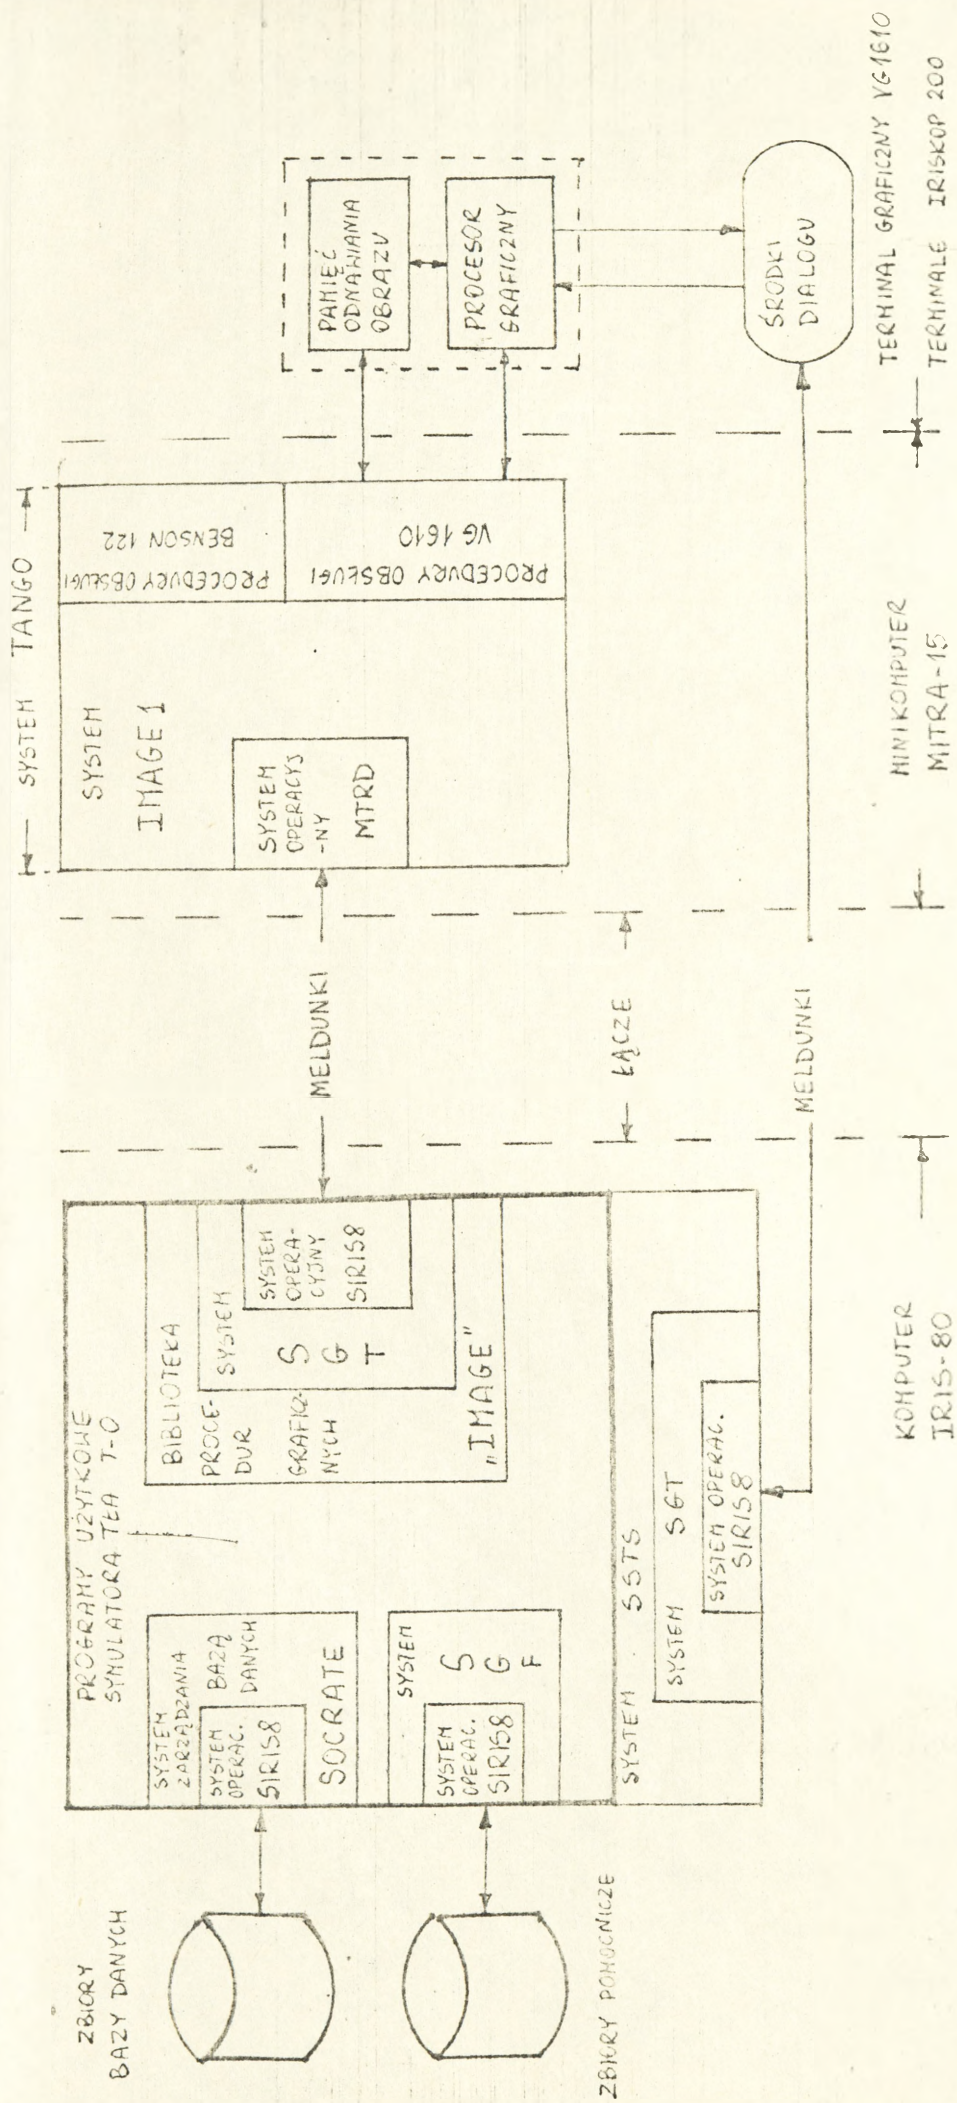 ZBIORY
BAZY DANYCH
ZBIORY POMOCNICZE
PROGRAMY UŻYTKOWE
SYMULATORA TŁA T-O
SYSTEM
ZARZĄDZANIA
BAZĄ
DANYCH
SYSTEM
OPERAC.
SIRIS8
SOCRATE
SYSTEM
S
G
F
SYSTEM
OPERAC.
SIRIS8
BIBLIOTEKA
PROCE-
DUR
GRAFICZ-
NYCH
„IMAGE”
SYSTEM
S
G
T
SYSTEM
OPERA-
CYJNY
SIRIS8
SYSTEM SSTS
SYSTEM SGT
SYSTEM OPERAC.
SIRIS8
KOMPUTER
IRIS-80
MELDUNKI
ŁĄCZE
MELDUNKI
SYSTEM TANGO
SYSTEM
IMAGE1
SYSTEM
OPERACYJ
-NY
MTRD
PROCEDURY OBSŁUGI
BENSON 122
PROCEDURY OBSŁUGI
VG 1610
MINIKOMPUTER
MITRA-15
PAMIĘĆ
ODNAWIANIA
OBRAZU
PROCESOR
GRAFICZNY
ŚRODKI
DIALOGU
TERMINAL GRAFICZNY VG1610
TERMINALE IRISKOP 200